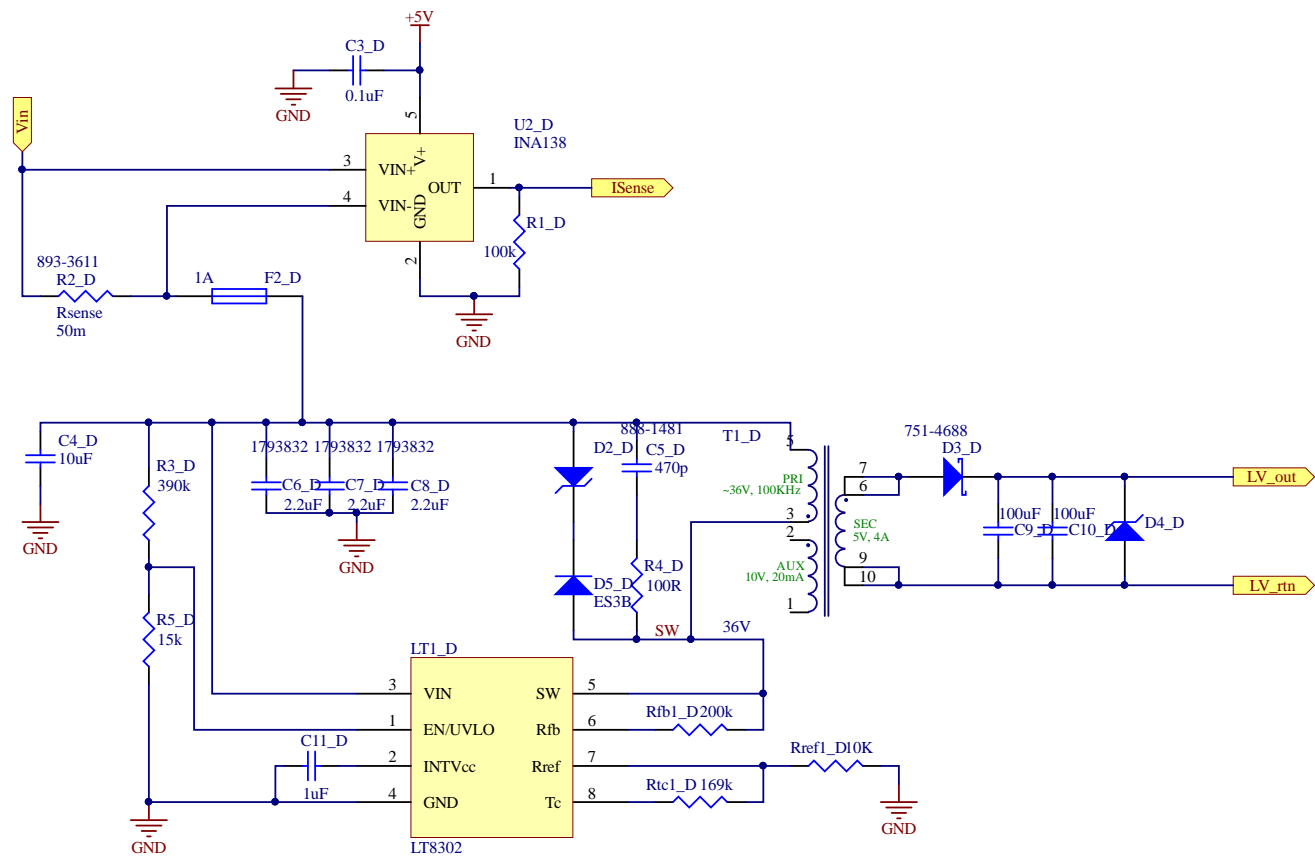 +5V
C3_D
0.1uF
GND
Vin
5
U2_D
INA138
3
VIN+
V+
OUT
1
ISense
4
VIN-
GND
2
R1_D
100k
893-3611
R2_D
Rsense
50m
1A
F2_D
GND
C4_D
10uF
GND
R3_D
390k
1793832
1793832
1793832
C6_D
2.2uF
C7_D
2.2uF
C8_D
2.2uF
GND
D2_D
888-1481
C5_D
470p
T1_D
5
PRI
~36V, 100KHz
3
2
AUX
10V, 20mA
1
7
6
SEC
5V, 4A
9
10
751-4688
D3_D
LV_out
100uF
C9_D
100uF
C10_D
D4_D
LV_rtn
D5_D
ES3B
R4_D
100R
SW
36V
R5_D
15k
LT1_D
3
VIN
SW
5
1
EN/UVLO
Rfb
6
Rfb1_D
200k
C11_D
1uF
2
INTVcc
Rref
7
Rref1_D
10K
4
GND
Tc
8
Rtc1_D
169k
GND
GND
LT8302